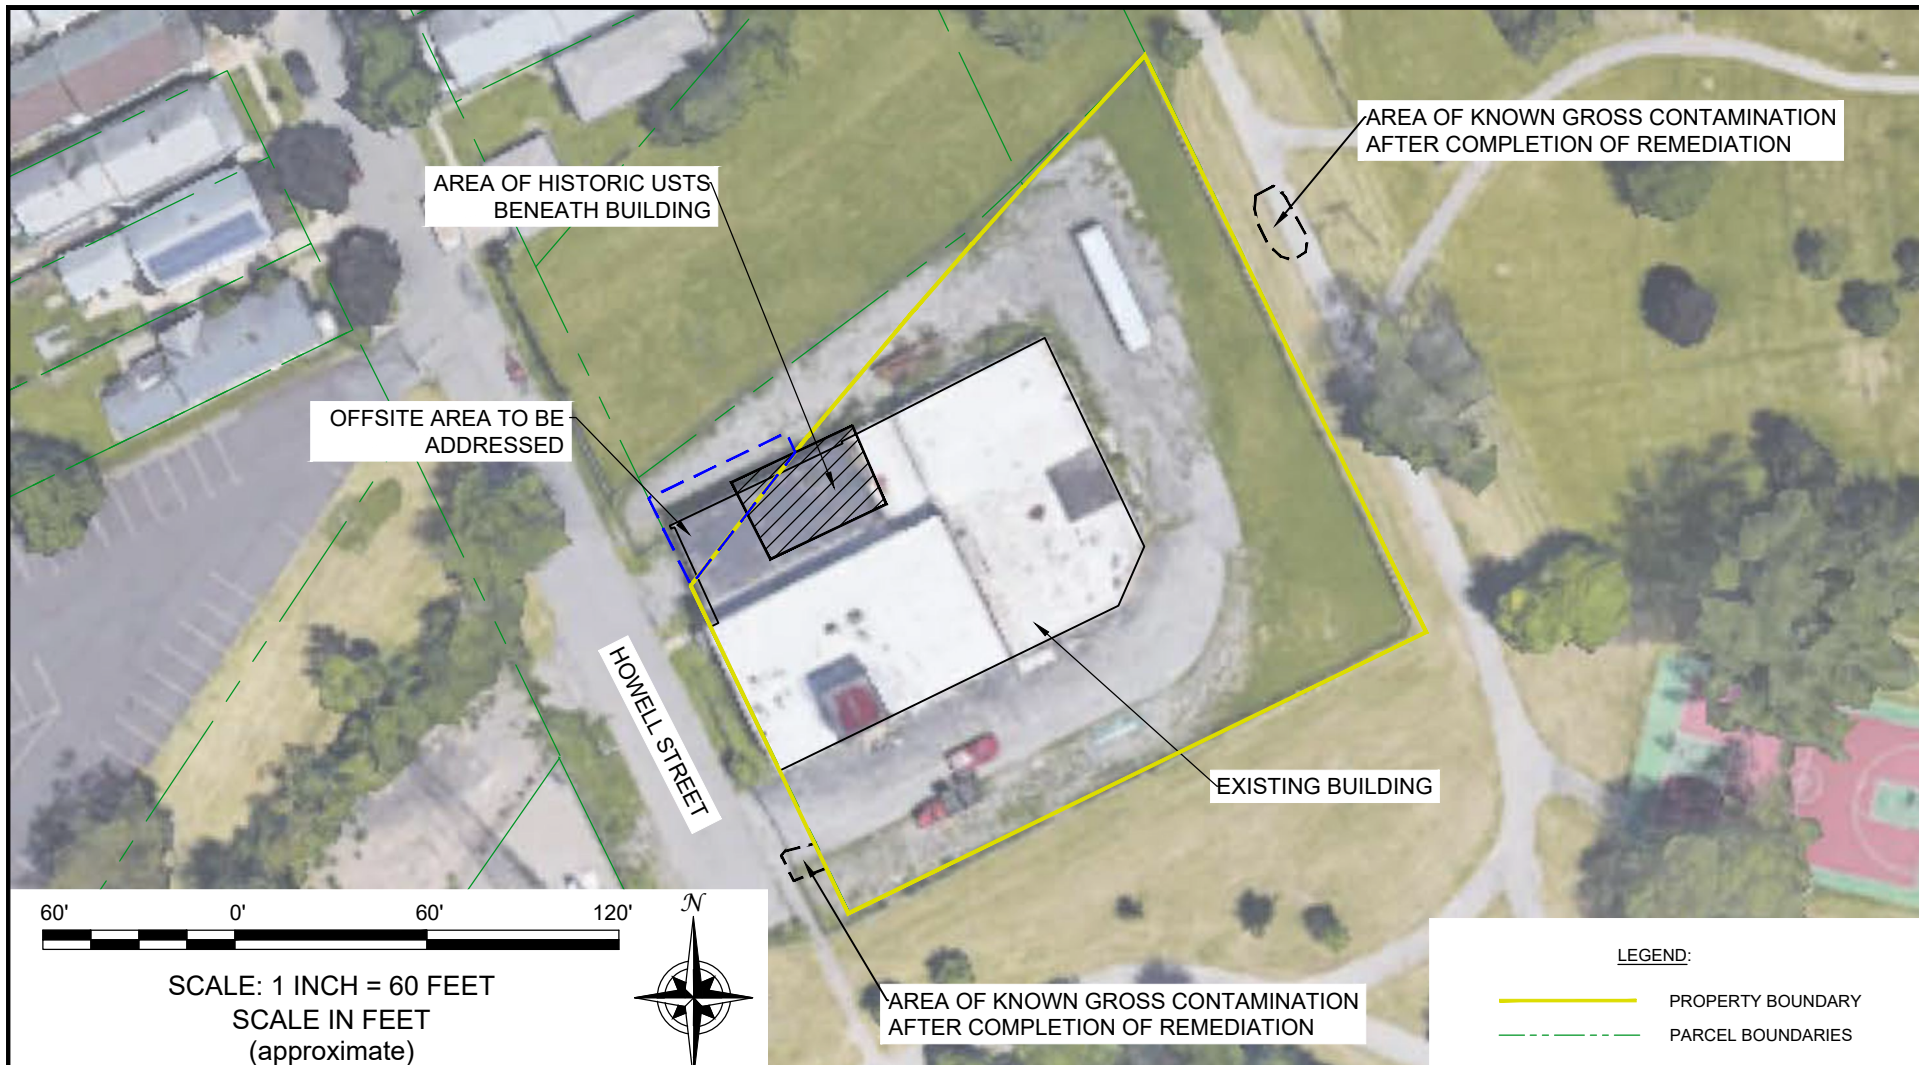 AREA OF KNOWN GROSS CONTAMINATION
AFTER COMPLETION OF REMEDIATION
AREA OF HISTORIC USTS
BENEATH BUILDING
OFFSITE AREA TO BE
ADDRESSED
HOWELL STREET
EXISTING BUILDING
60' 0' 60' 120'
SCALE: 1 INCH = 60 FEET
SCALE IN FEET
(approximate)
N
AREA OF KNOWN GROSS CONTAMINATION
AFTER COMPLETION OF REMEDIATION
LEGEND:
PROPERTY BOUNDARY
PARCEL BOUNDARIES